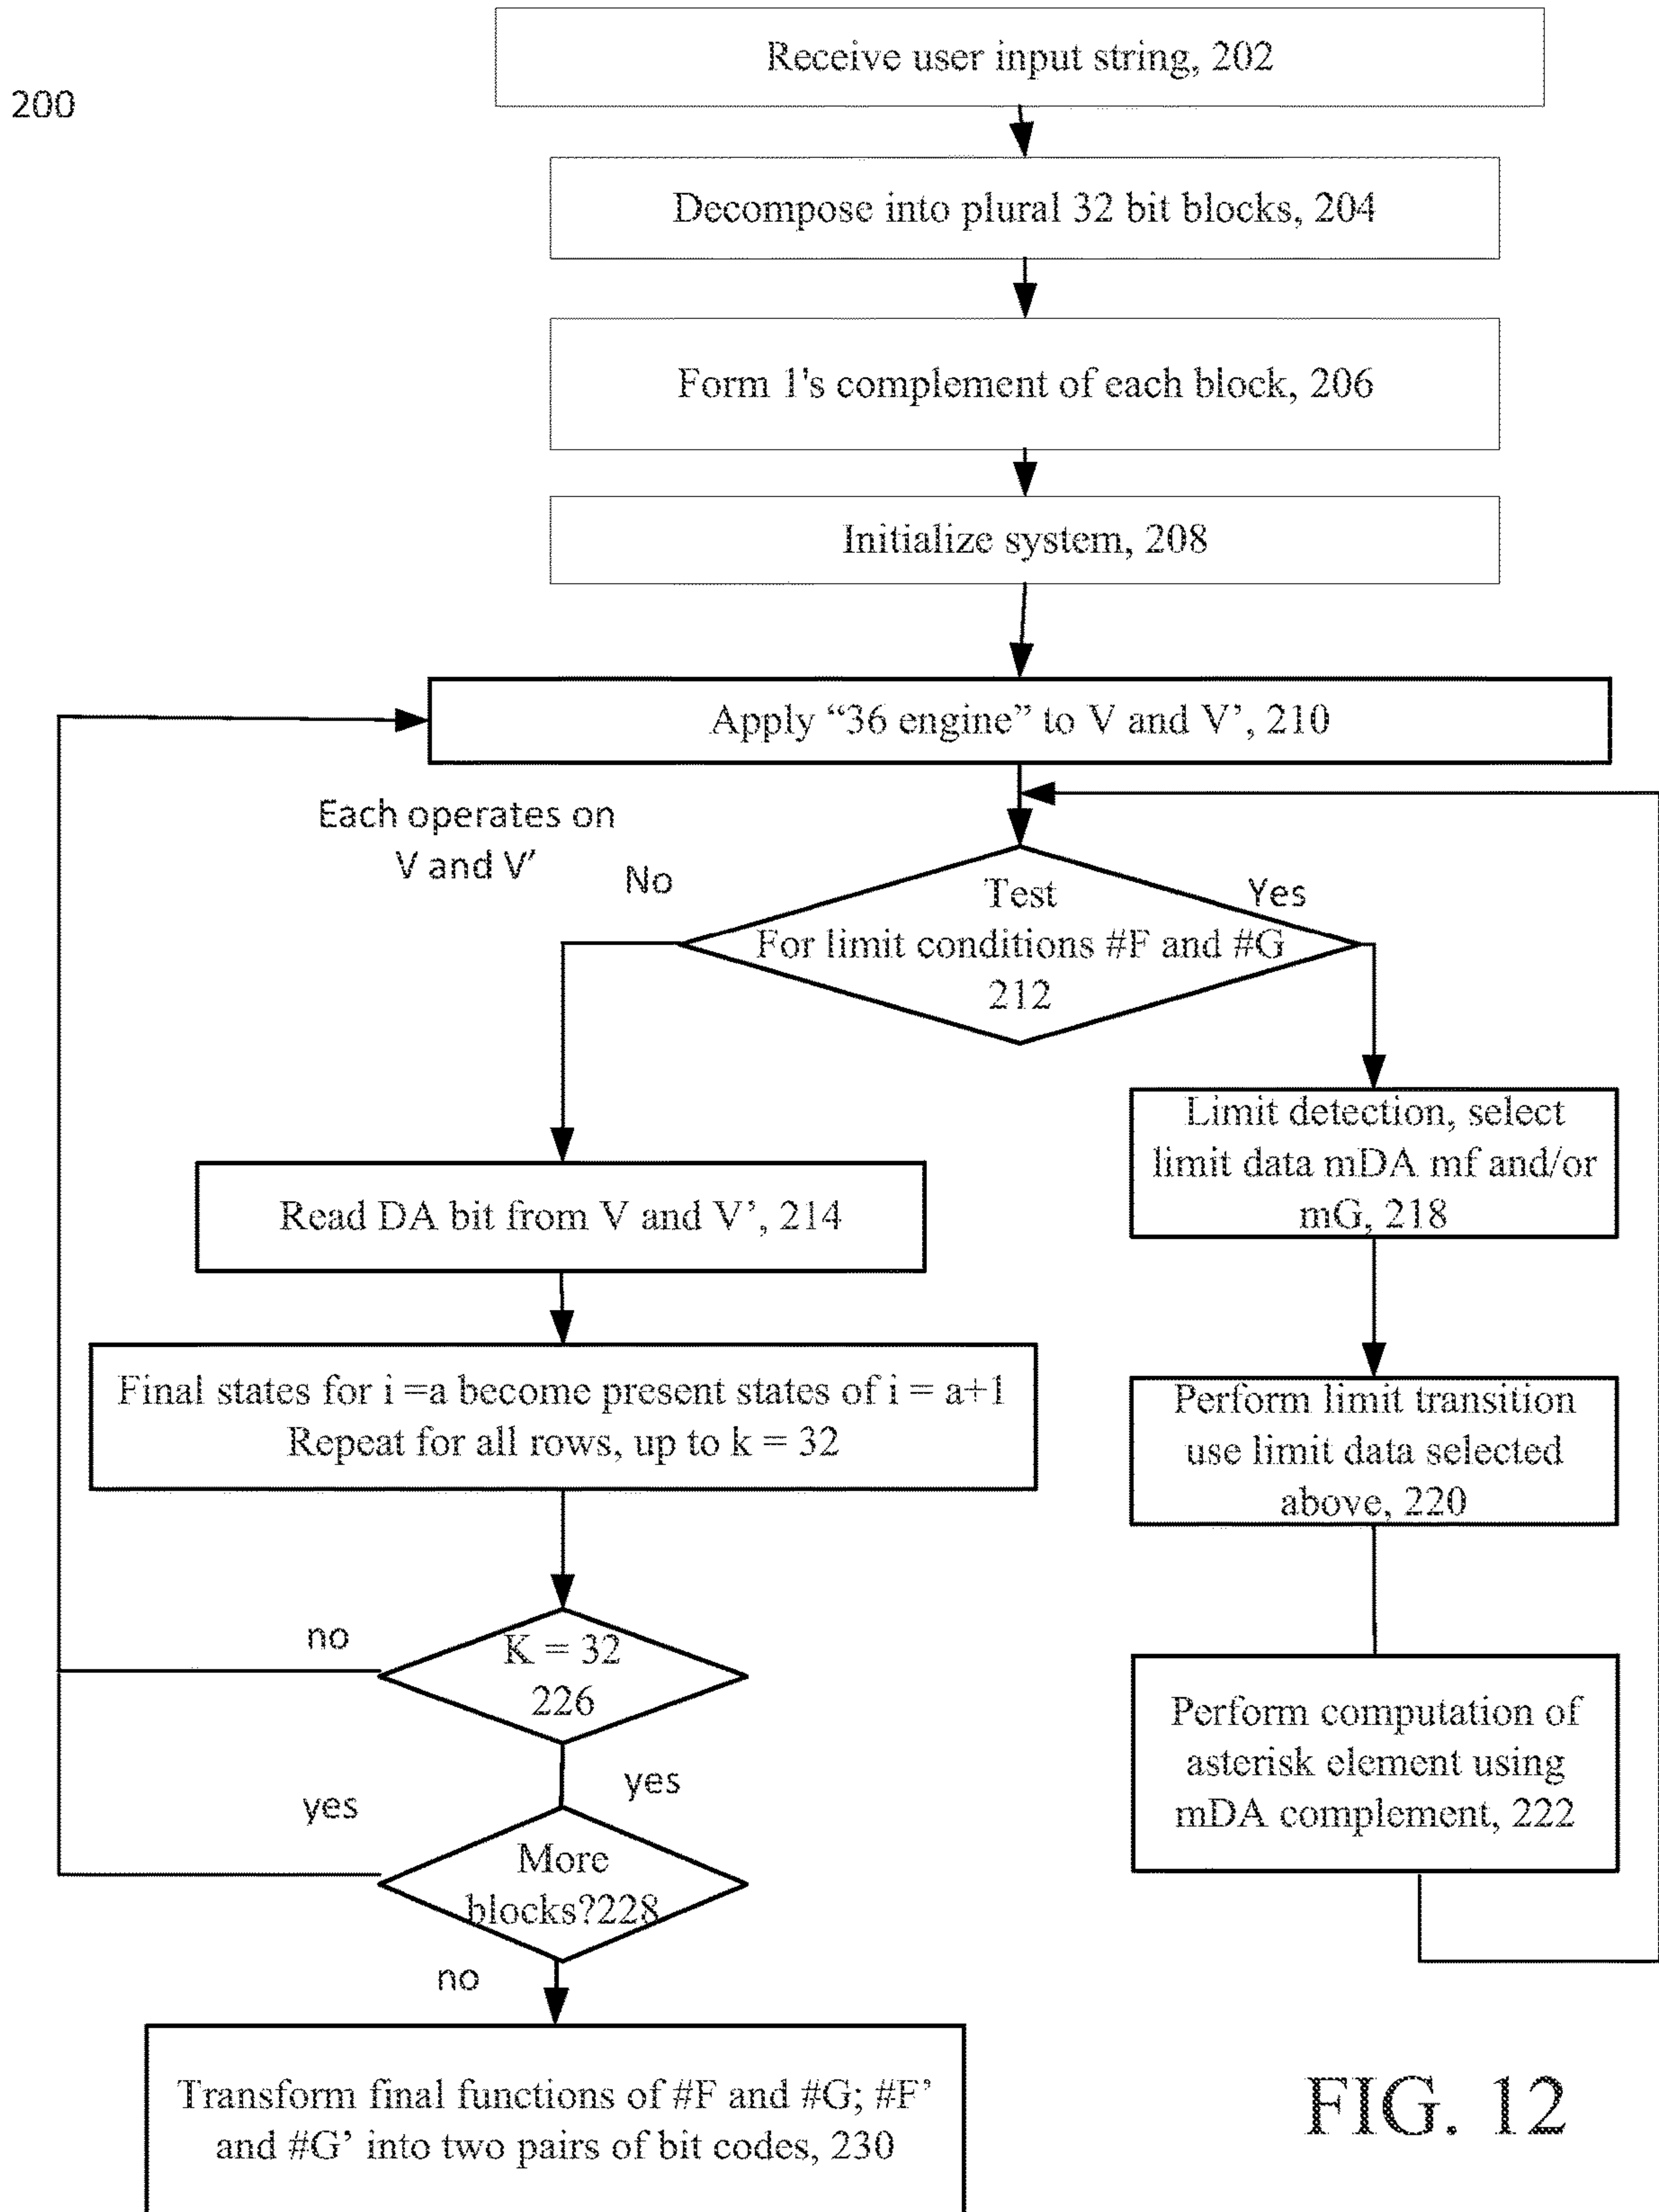 200
Receive user input string, 202
Decompose into plural 32 bit blocks, 204
Form 1's complement of each block, 206
Initialize system, 208
Apply “36 engine” to V and V’, 210
Each operates on
V and V’
No
Yes
Test
For limit conditions #F and #G
212
Limit detection, select
limit data mDA mf and/or
mG, 218
Read DA bit from V and V’, 214
Final states for i =a become present states of i = a+1
Repeat for all rows, up to k = 32
Perform limit transition
use limit data selected
above, 220
no
K = 32
226
yes
Perform computation of
asterisk element using
mDA complement, 222
yes
More
blocks?228
no
Transform final functions of #F and #G; #F’
and #G’ into two pairs of bit codes, 230
FIG. 12